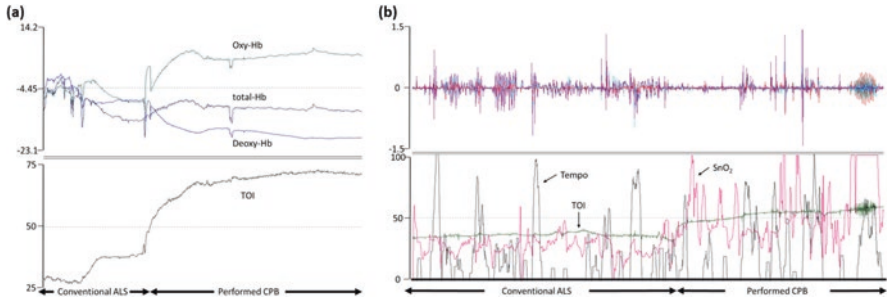 (a)
14.2
Oxy-Hb
-4.45
total-Hb
Deoxy-Hb
-23.1
75
TOI
50
25
Conventional ALS
Performed CPB
(b)
1.5
0
-1.5
100
Tempo
SnO₂
TOI
50
0
Conventional ALS
Performed CPB